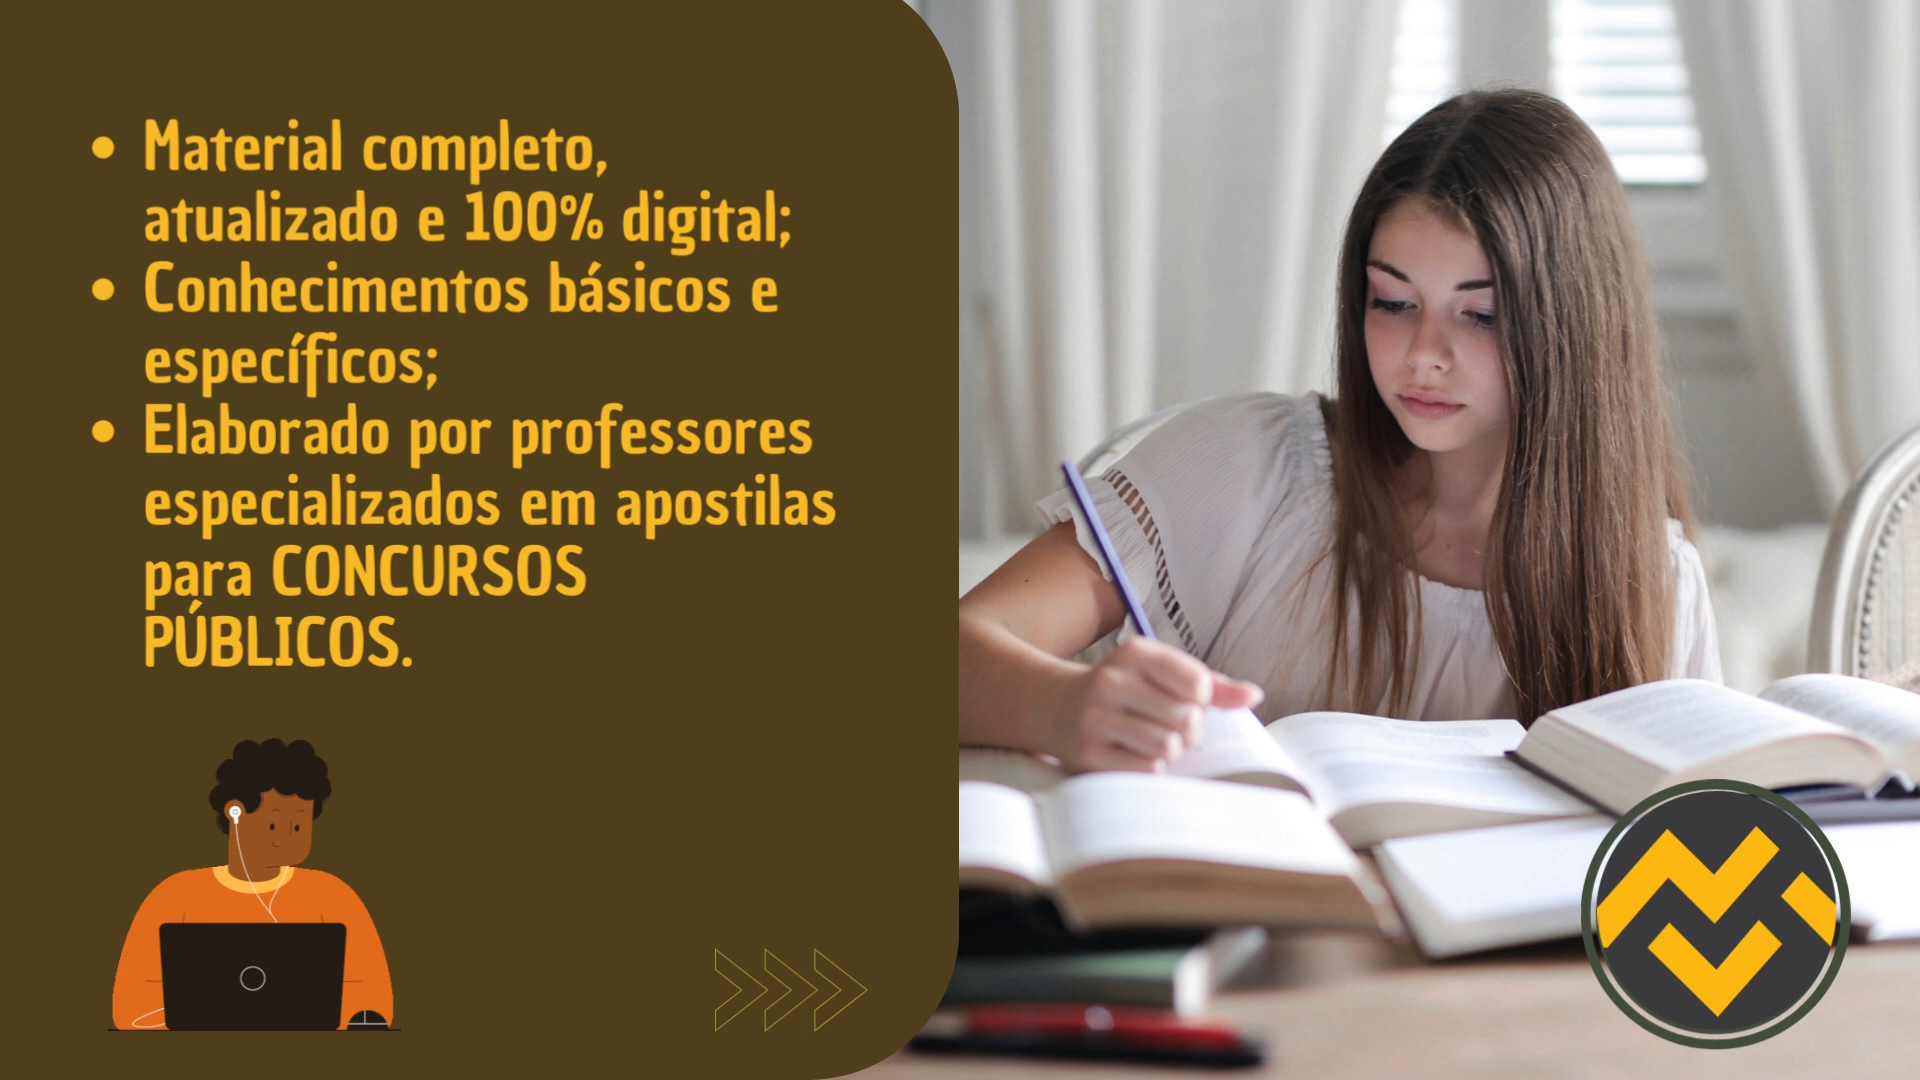 • Material completo,
atualizado e 100% digital;
• Conhecimentos básicos e
específicos;
• Elaborado por professores
especializados em apostilas
para CONCURSOS
PÚBLICOS.